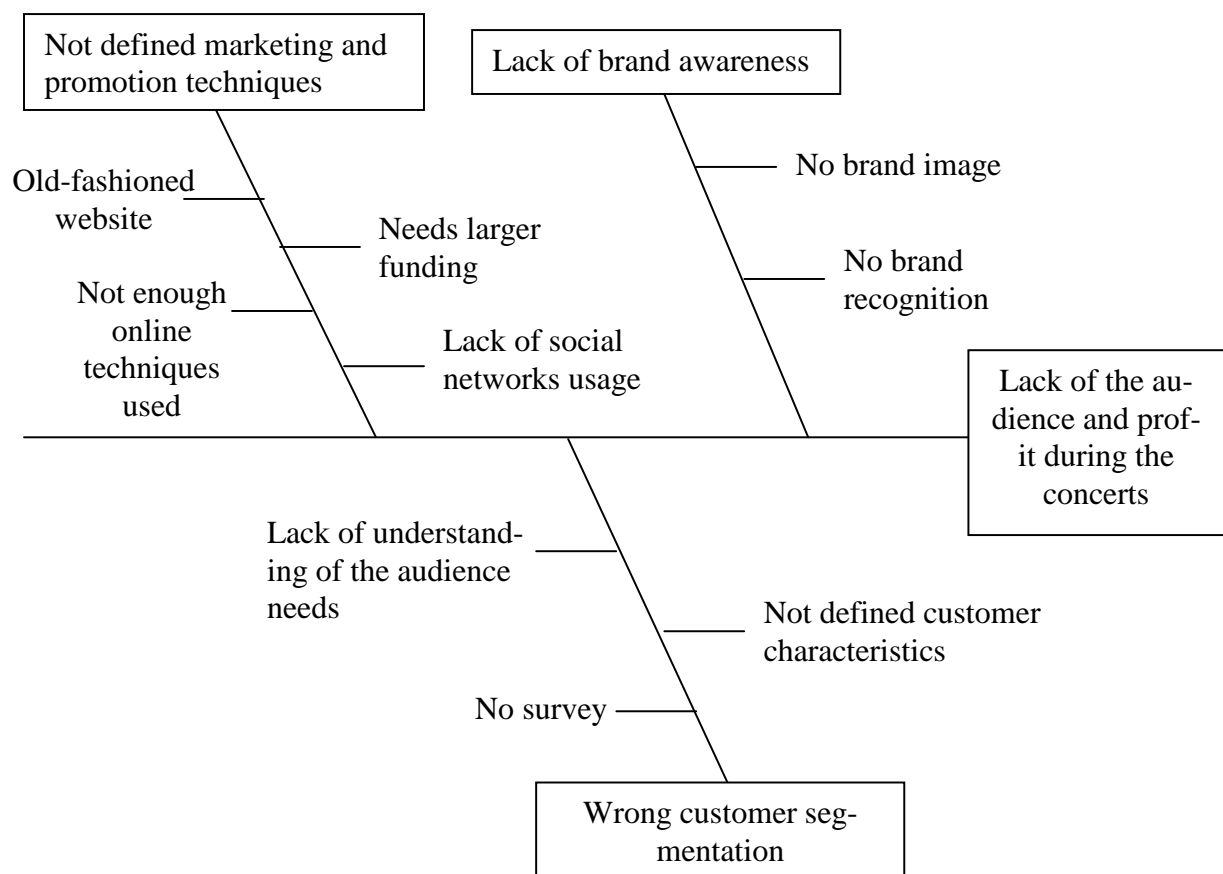 Not defined marketing and
promotion techniques
Lack of brand awareness
No brand image
Old-fashioned
website
Needs larger
funding
No brand
recognition
Not enough
online
techniques
used
Lack of social
networks usage
Lack of the au-
dience and prof-
it during the
concerts
Lack of understand-
ing of the audience
needs
Not defined customer
characteristics
No survey
Wrong customer seg-
mentation